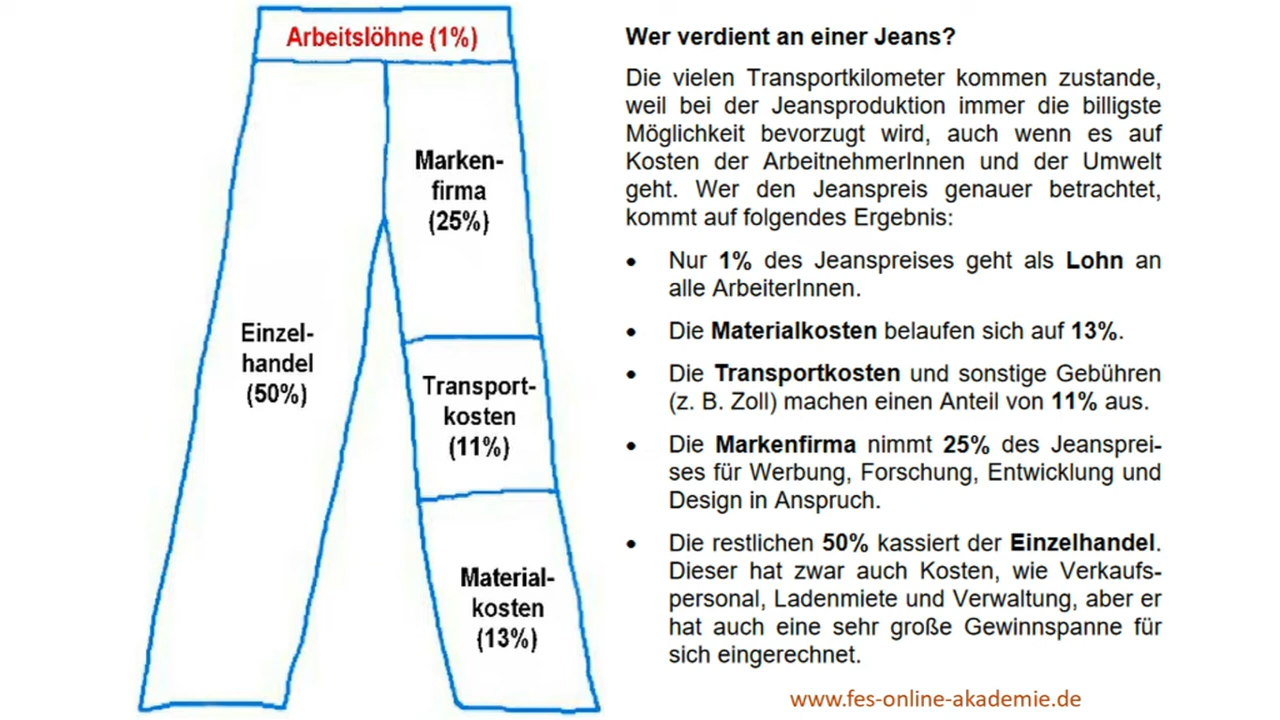 Arbeitslöhne (1%)
Marken-
firma
(25%)
Einzel-
handel
(50%)
Transport-
kosten
(11%)
Material-
kosten
(13%)
Wer verdient an einer Jeans?
Die vielen Transportkilometer kommen zustande,
weil bei der Jeansproduktion immer die billigste
Möglichkeit bevorzugt wird, auch wenn es auf
Kosten der ArbeitnehmerInnen und der Umwelt
geht. Wer den Jeanspreis genauer betrachtet,
kommt auf folgendes Ergebnis:
• Nur 1% des Jeanspreises geht als Lohn an
alle ArbeiterInnen.
• Die Materialkosten belaufen sich auf 13%.
• Die Transportkosten und sonstige Gebühren
(z. B. Zoll) machen einen Anteil von 11% aus.
• Die Markenfirma nimmt 25% des Jeansprei-
ses für Werbung, Forschung, Entwicklung und
Design in Anspruch.
• Die restlichen 50% kassiert der Einzelhandel.
Dieser hat zwar auch Kosten, wie Verkaufs-
personal, Ladenmiete und Verwaltung, aber er
hat auch eine sehr große Gewinnspanne für
sich eingerechnet.
www.fes-online-akademie.de